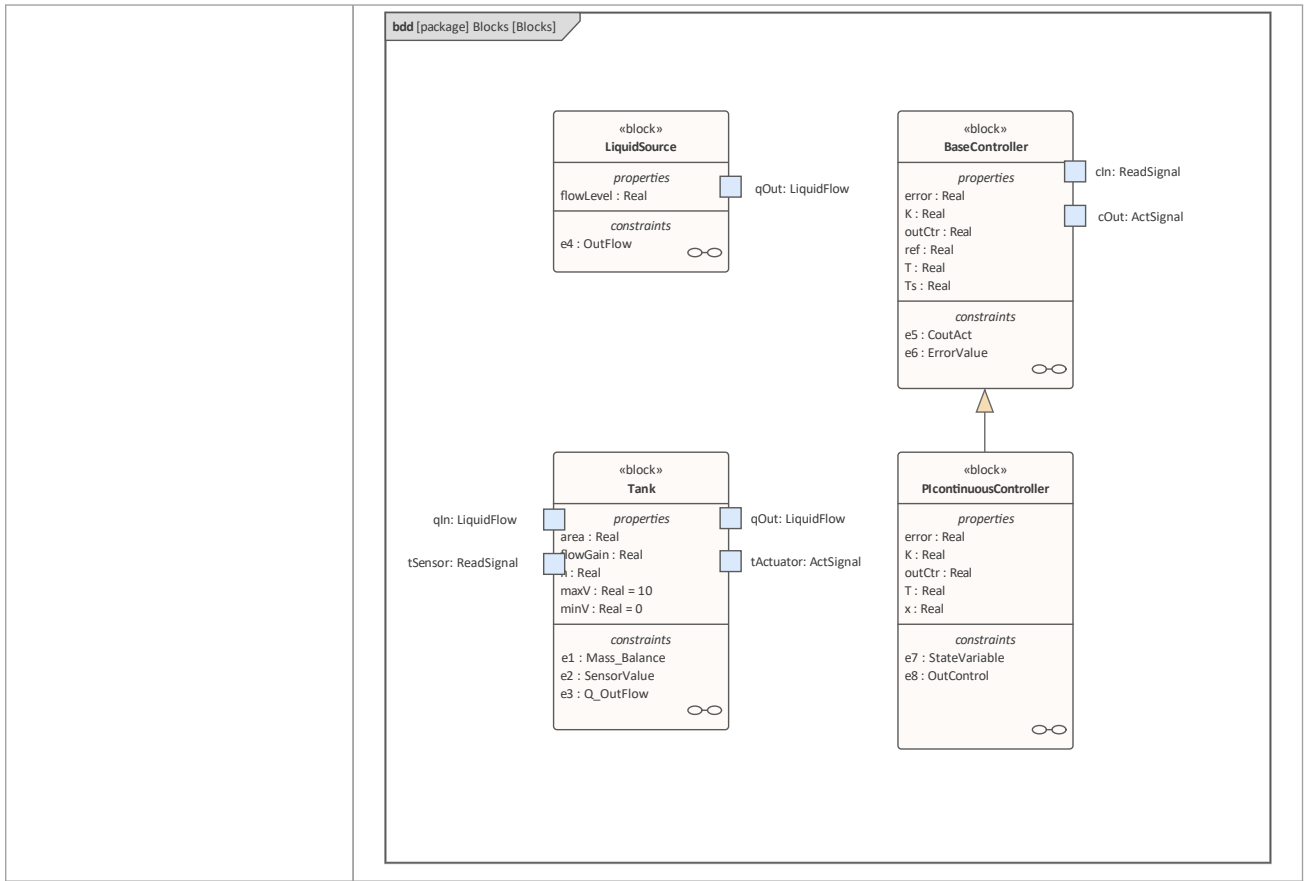 bdd [package] Blocks [Blocks]
«block»
LiquidSource
properties
flowLevel : Real
constraints
e4 : OutFlow
qOut: LiquidFlow
«block»
BaseController
properties
error : Real
K : Real
outCtr : Real
ref : Real
T : Real
Ts : Real
constraints
e5 : CoutAct
e6 : ErrorValue
cIn: ReadSignal
cOut: ActSignal
«block»
Tank
properties
area : Real
flowGain : Real
: Real
maxV : Real = 10
minV : Real = 0
constraints
e1 : Mass_Balance
e2 : SensorValue
e3 : Q_OutFlow
qIn: LiquidFlow
tSensor: ReadSignal
qOut: LiquidFlow
tActuator: ActSignal
«block»
PIcontinuousController
properties
error : Real
K : Real
outCtr : Real
T : Real
x : Real
constraints
e7 : StateVariable
e8 : OutControl